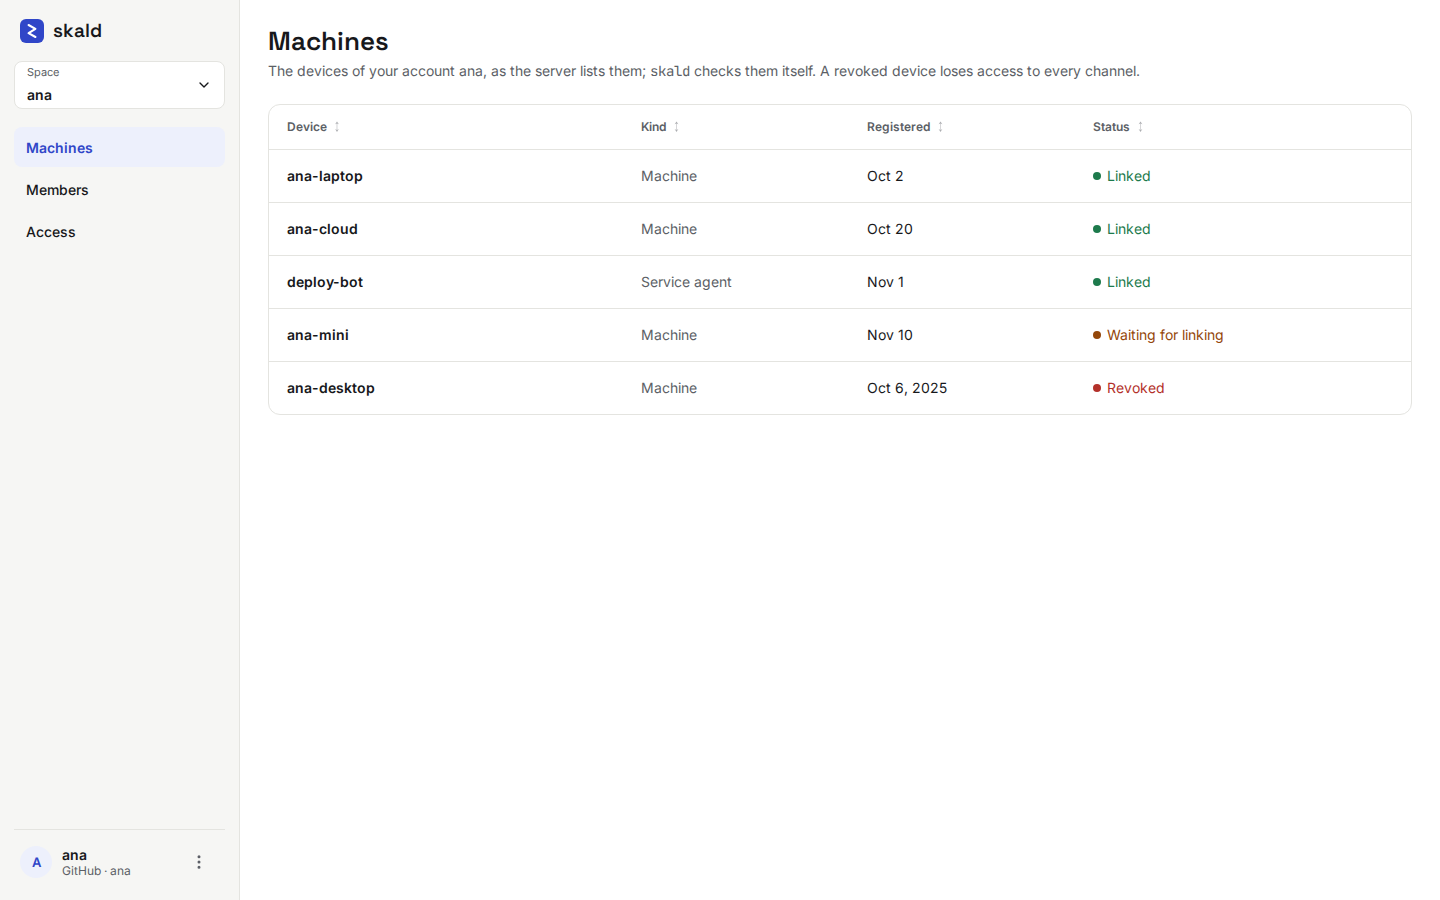 skald
Space
ana
Machines
Members
Access
Machines
The devices of your account ana, as the server lists them; skald checks them itself. A revoked device loses access to every channel.
Device Kind Registered Status
ana-laptop Machine Oct 2 Linked
ana-cloud Machine Oct 20 Linked
deploy-bot Service agent Nov 1 Linked
ana-mini Machine Nov 10 Waiting for linking
ana-desktop Machine Oct 6, 2025 Revoked
A
ana
GitHub · ana